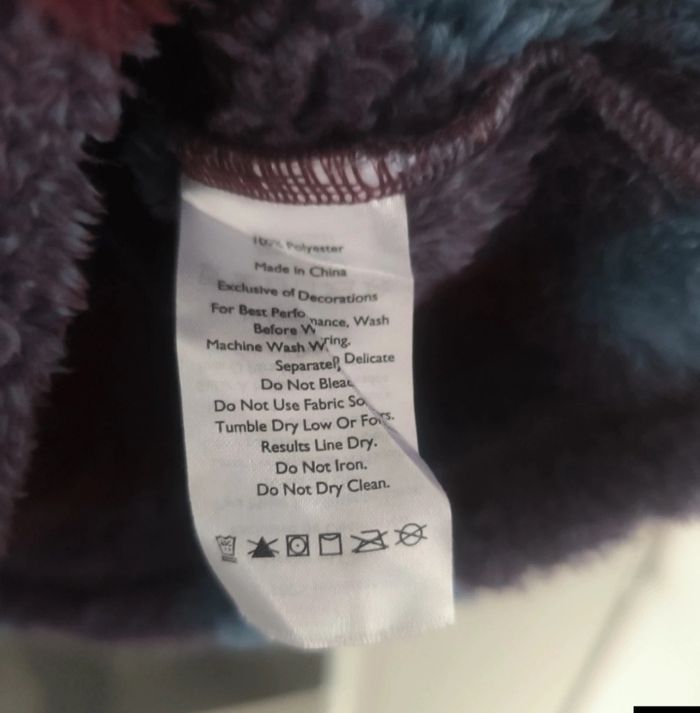 100% Polyester
Made in China
Exclusive of Decorations
For Best Perfo mance, Wash
Before W ring.
Machine Wash W
Separatel Delicate
Do Not Blea
Do Not Use Fabric So
Tumble Dry Low Or Fo rs.
Results Line Dry.
Do Not Iron.
Do Not Dry Clean.